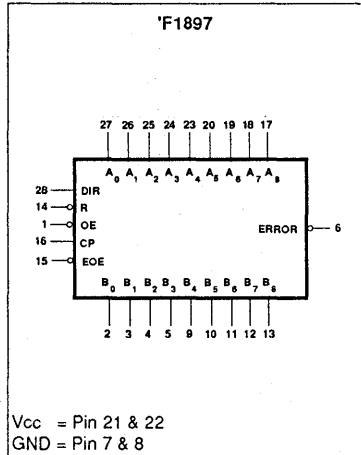 'F1897
27 26 25 24 23 20 19 18 17
A0 A1 A2 A3 A4 A5 A6 A7 A8
28 DIR
14 R
1 OE
ERROR 6
16 CP
15 EOE
B0 B1 B2 B3 B4 B5 B6 B7 B8
2 3 4 5 9 10 11 12 13
Vcc = Pin 21 & 22
GND = Pin 7 & 8